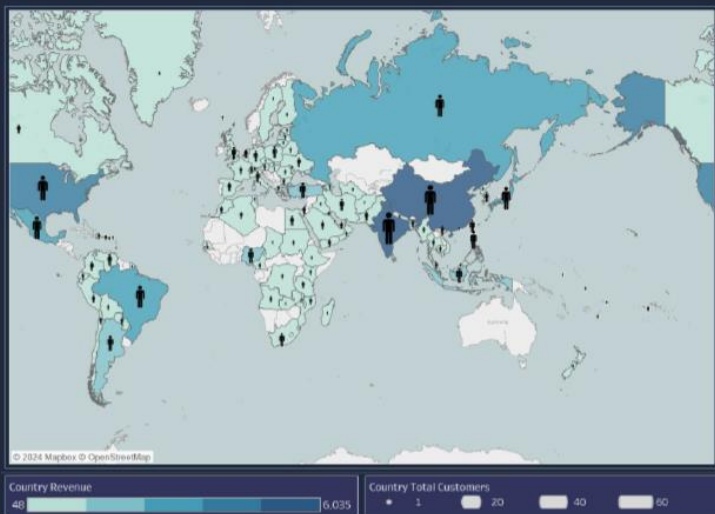 © 2024 Mapbox © OpenStreetMap
Country Revenue
48 6,035
Country Total Customers
1 20 40 60